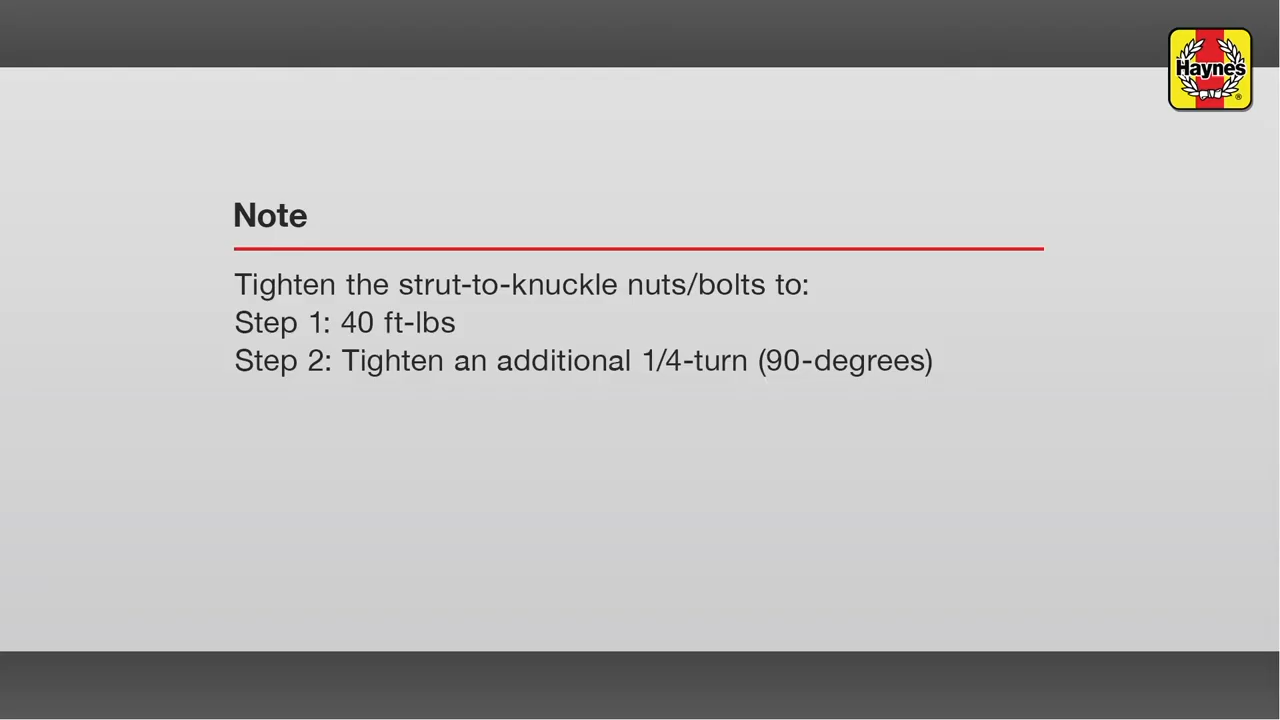 Haynes
Note
Tighten the strut-to-knuckle nuts/bolts to:
Step 1: 40 ft-lbs
Step 2: Tighten an additional 1/4-turn (90-degrees)